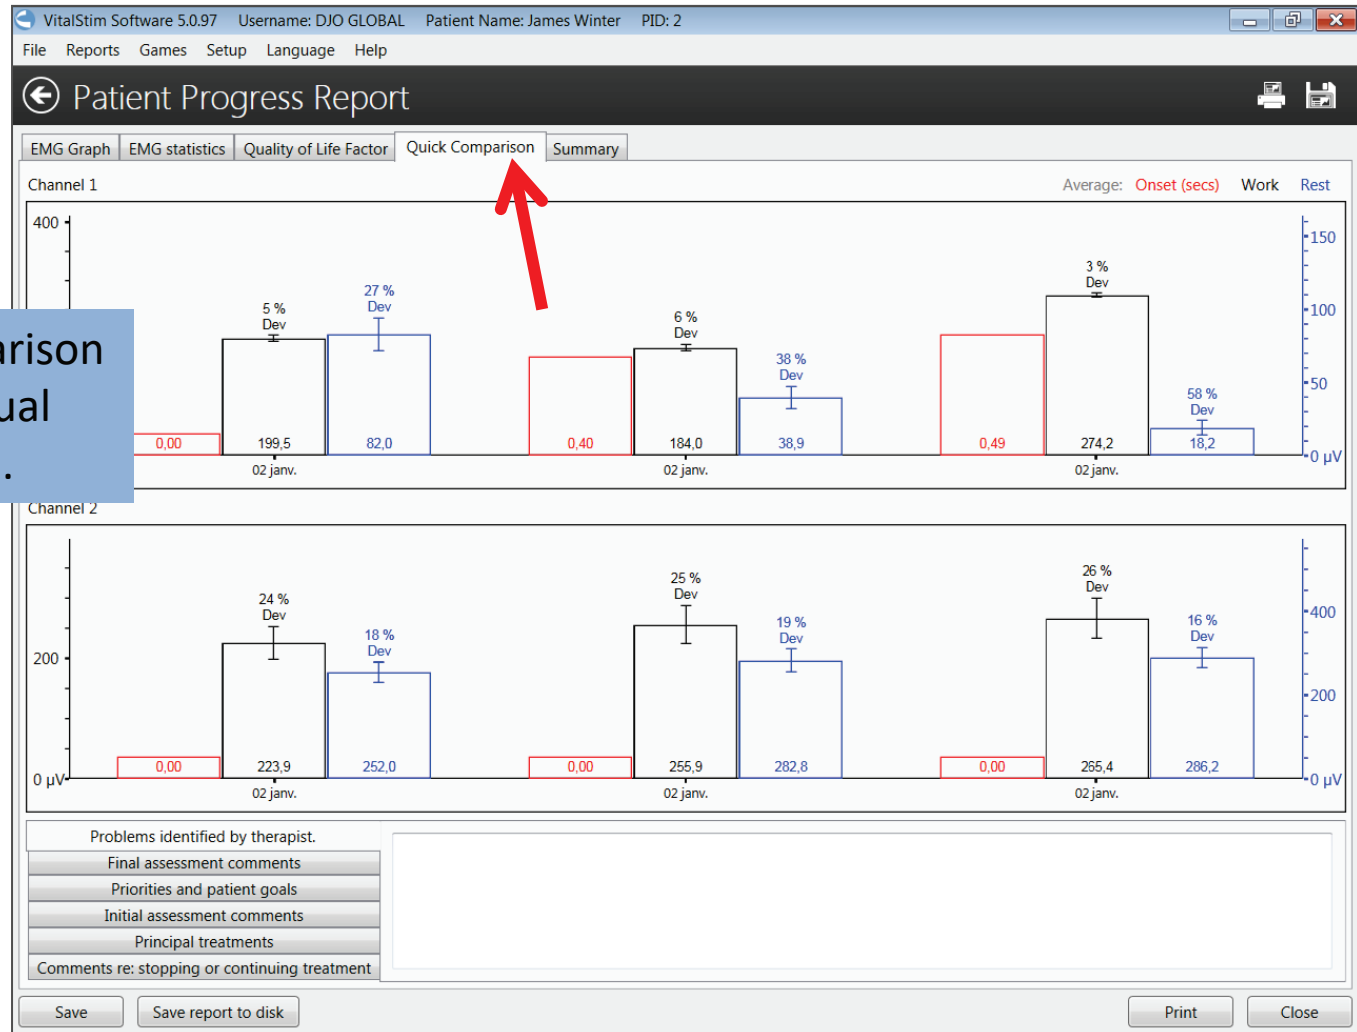 VitalStim Software 5.0.97 Username: DJO GLOBAL Patient Name: James Winter PID: 2
File Reports Games Setup Language Help
Patient Progress Report
EMG Graph EMG statistics Quality of Life Factor Quick Comparison Summary
Channel 1
Average: Onset (secs) Work Rest
400
150
100
50
0 µV
5 %
Dev
27 %
Dev
6 %
Dev
38 %
Dev
3 %
Dev
58 %
Dev
arison
ual
.
0,00 199,5 82,0 0,40 184,0 38,9 0,49 274,2 18,2
02 janv. 02 janv. 02 janv.
Channel 2
24 %
Dev
18 %
Dev
25 %
Dev
19 %
Dev
26 %
Dev
16 %
Dev
400
200
200
0,00 223,9 252,0 0,00 255,9 282,8 0,00 265,4 286,2
0 µV 0 µV
02 janv. 02 janv. 02 janv.
Problems identified by therapist.
Final assessment comments
Priorities and patient goals
Initial assessment comments
Principal treatments
Comments re: stopping or continuing treatment
Save Save report to disk Print Close